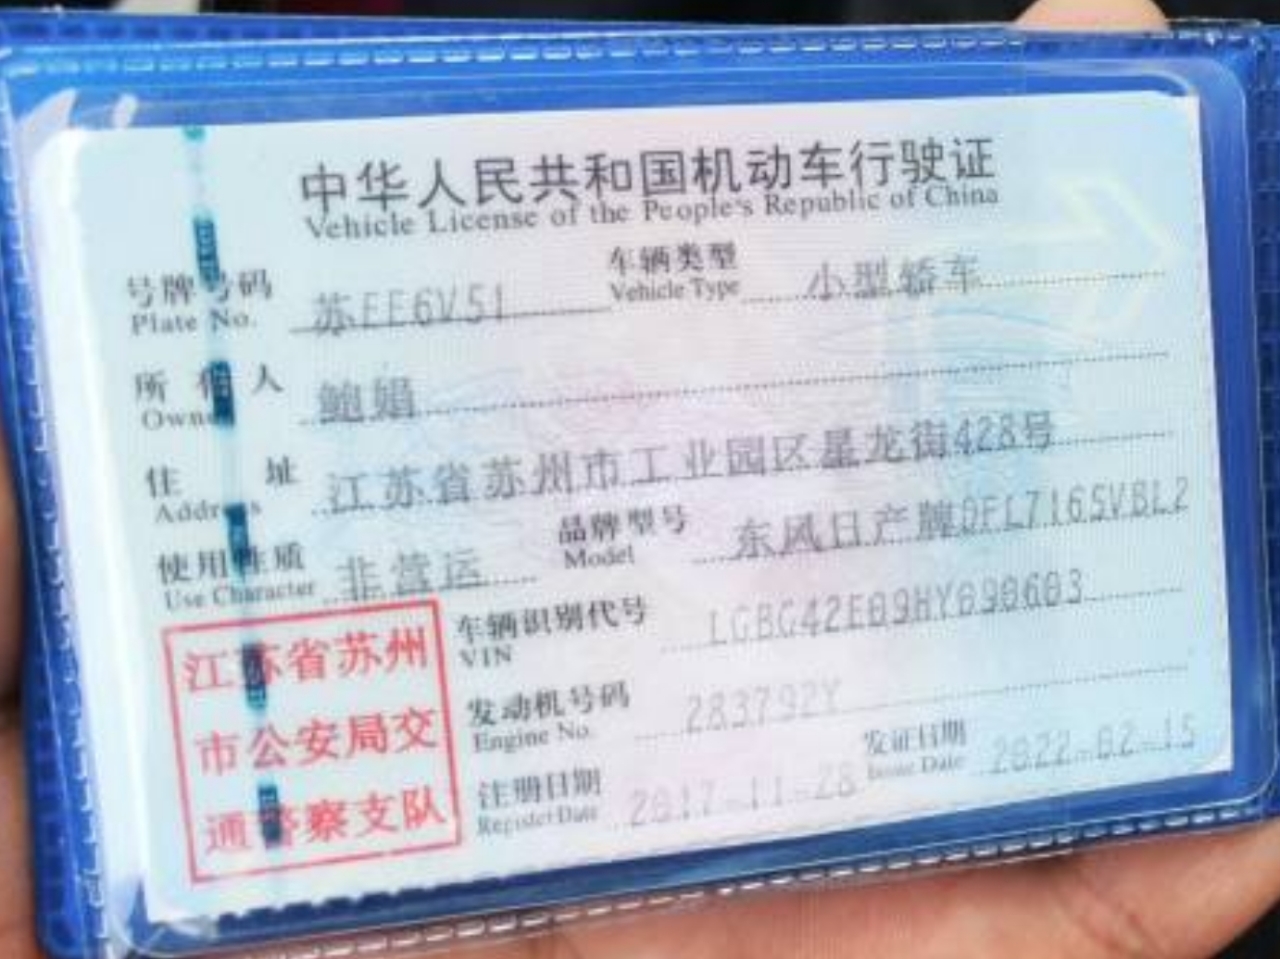 中华人民共和国机动车行驶证
Vehicle License of the People's Republic of China
号牌号码 Plate No. 苏EE6V51 车辆类型 Vehicle Type 小型轿车
所有人 Owner 鲍娟
住址 Address 江苏省苏州市工业园区星龙街428号
使用性质 Use Character 非营运 品牌型号 Model 东风日产牌DFL7165VBL2
江苏省苏州
市公安局交
通警察支队
车辆识别代号 VIN LGBG42E09HY090603
发动机号码 Engine No. 283792Y
注册日期 Register Date 2017-11-28 发证日期 Issue Date 2022-02-15